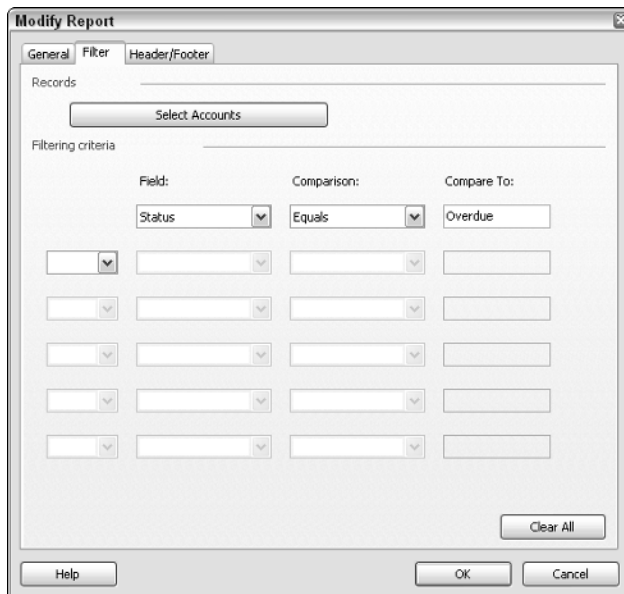 Modify Report
General Filter Header/Footer
Records
Select Accounts
Filtering criteria
Field: Comparison: Compare To:
Status Equals Overdue
Clear All
Help OK Cancel